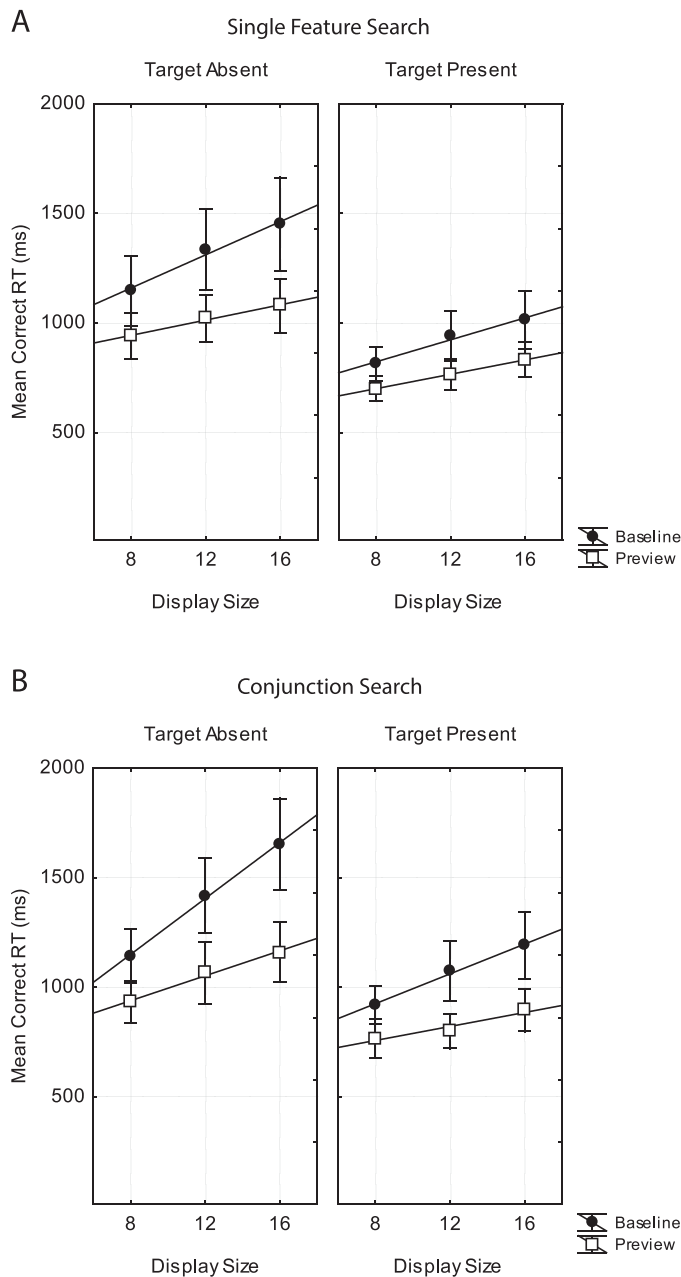 A
Single Feature Search
Target Absent
Target Present
Mean Correct RT (ms)
2000
1500
1000
500
8 12 16
8 12 16
Display Size
Display Size
Baseline
Preview
B
Conjunction Search
Target Absent
Target Present
Mean Correct RT (ms)
2000
1500
1000
500
8 12 16
8 12 16
Display Size
Display Size
Baseline
Preview